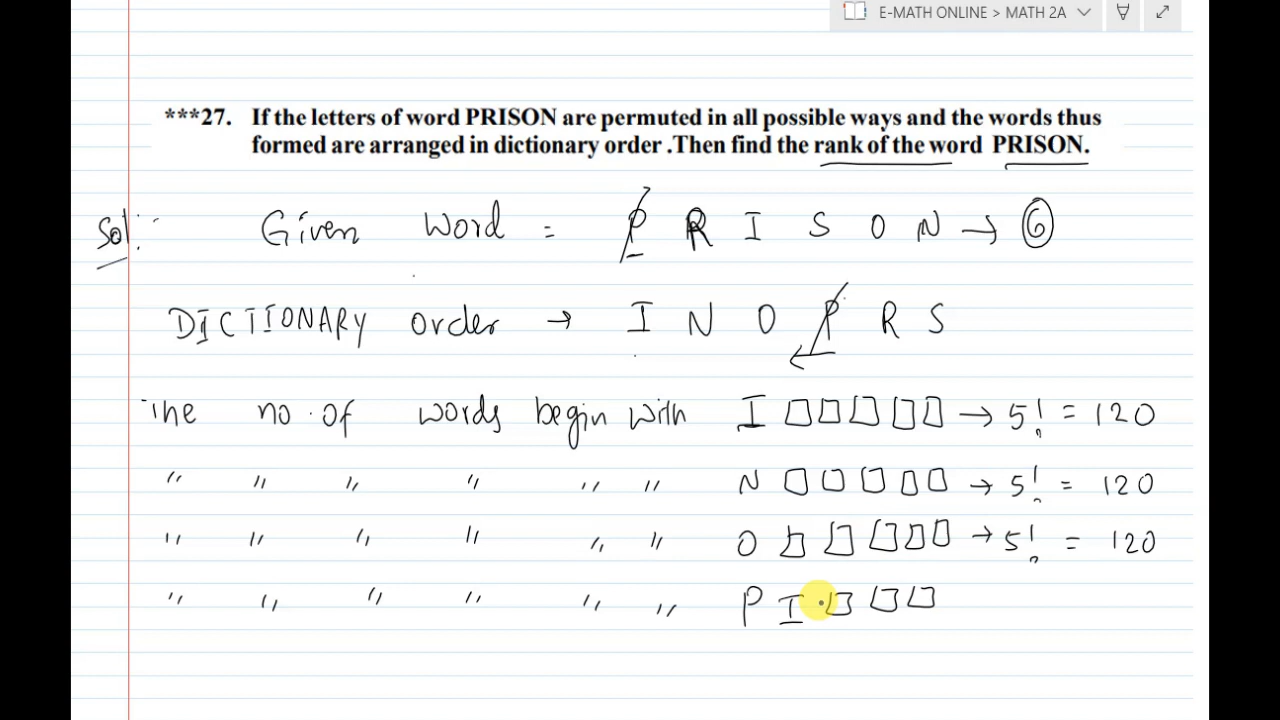 E-MATH ONLINE > MATH 2A
***27. If the letters of word PRISON are permuted in all possible ways and the words thus
formed are arranged in dictionary order .Then find the rank of the word PRISON.
Sol:- Given Word = P R I S O N → 6
DICTIONARY order → I N O P R S
The no. of words begin with I □□□□□ → 5! = 120
" " " " " " N □□□□□ → 5! = 120
" " " " " " O □□□□□ → 5! = 120
" " " " " " P I □□□